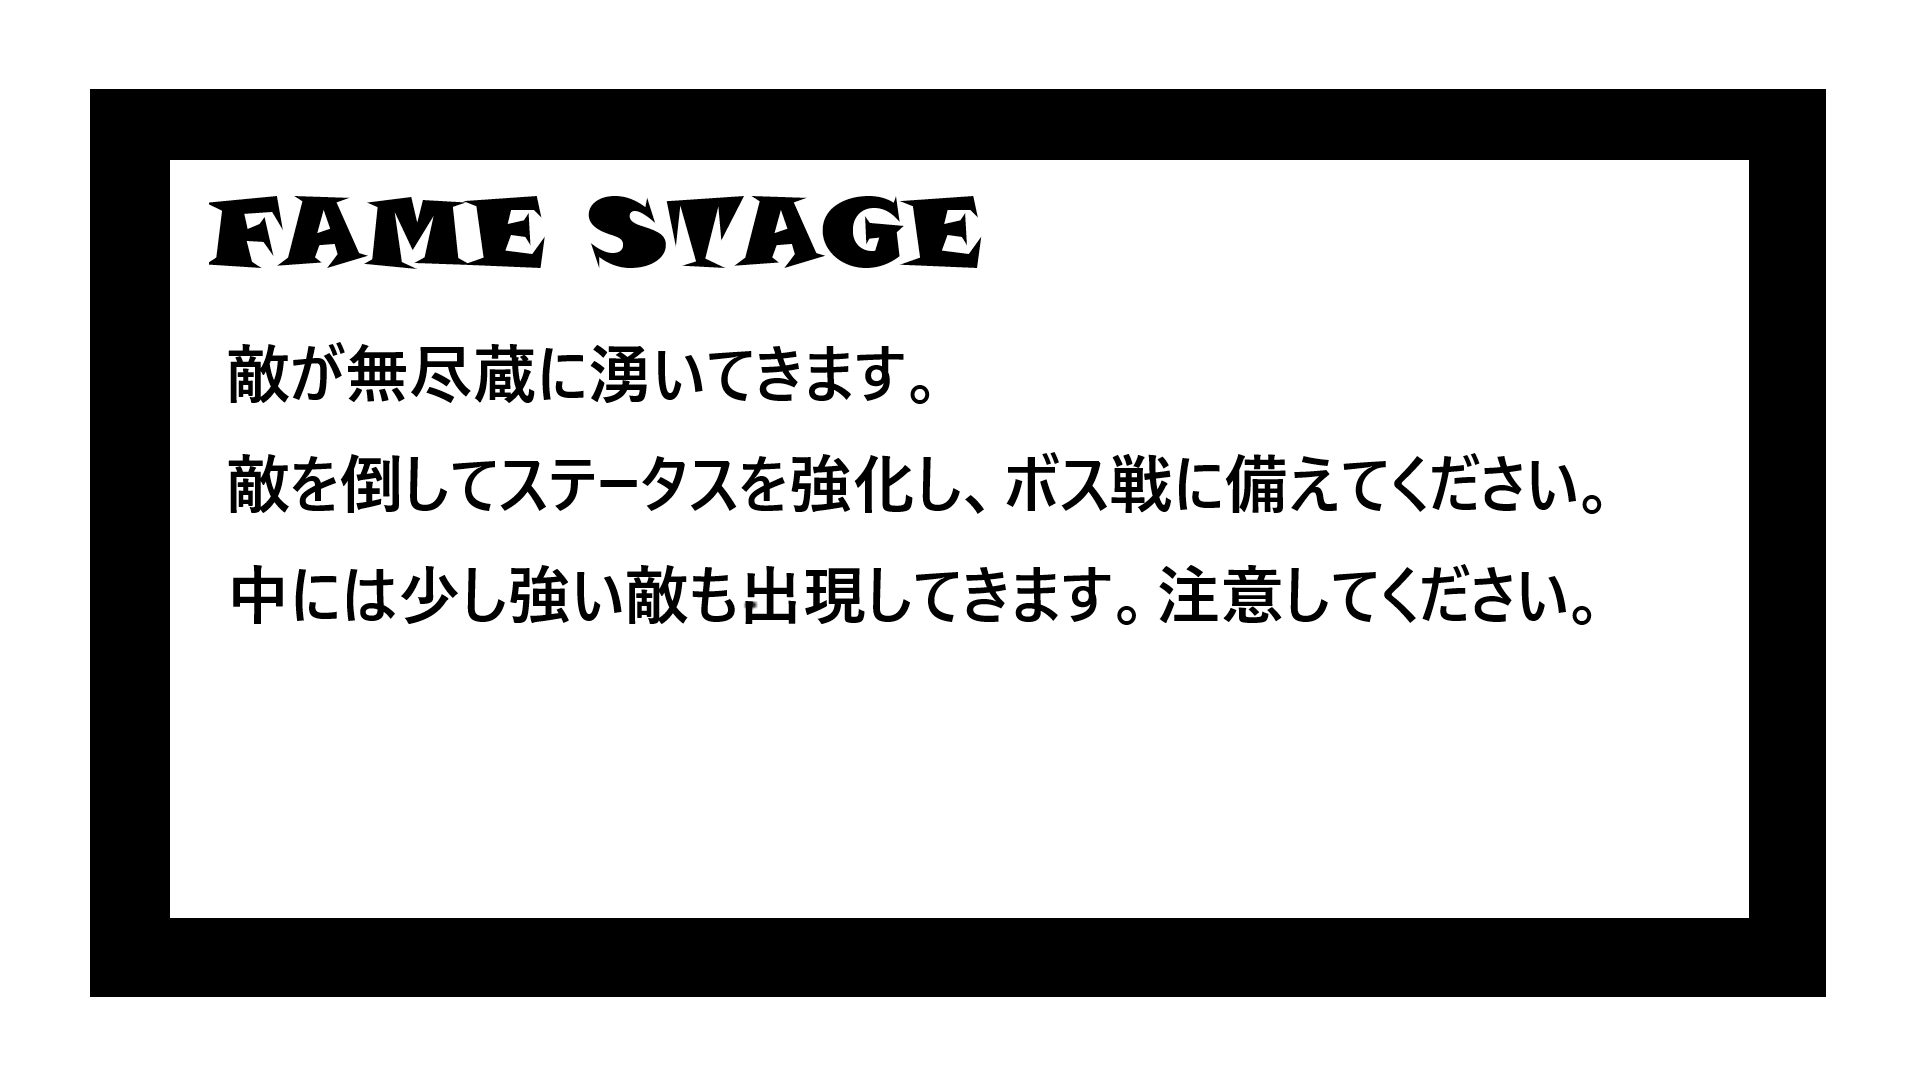 FAME STAGE
敵が無尽蔵に湧いてきます。
敵を倒してステータスを強化し、ボス戦に備えてください。
中には少し強い敵も出現してきます。注意してください。